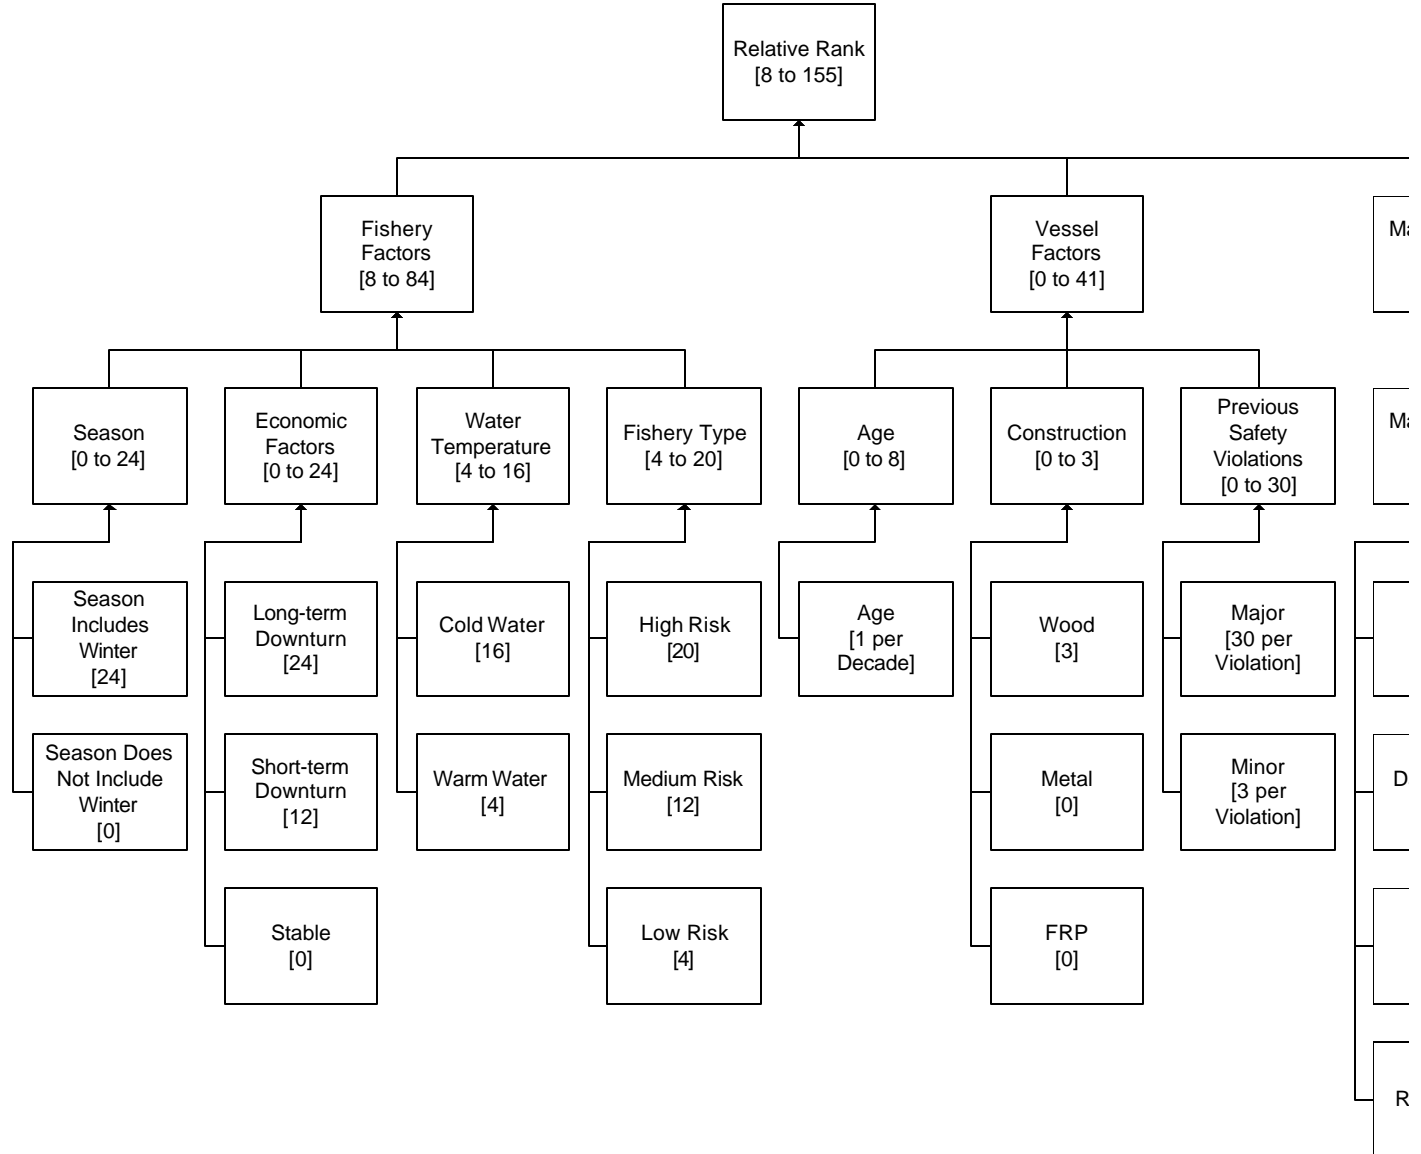 Relative Rank
[8 to 155]
Fishery
Factors
[8 to 84]
Vessel
Factors
[0 to 41]
Season
[0 to 24]
Economic
Factors
[0 to 24]
Water
Temperature
[4 to 16]
Fishery Type
[4 to 20]
Age
[0 to 8]
Construction
[0 to 3]
Previous
Safety
Violations
[0 to 30]
Season
Includes
Winter
[24]
Long-term
Downturn
[24]
Cold Water
[16]
High Risk
[20]
Age
[1 per
Decade]
Wood
[3]
Major
[30 per
Violation]
Season Does
Not Include
Winter
[0]
Short-term
Downturn
[12]
Warm Water
[4]
Medium Risk
[12]
Metal
[0]
Minor
[3 per
Violation]
Stable
[0]
Low Risk
[4]
FRP
[0]